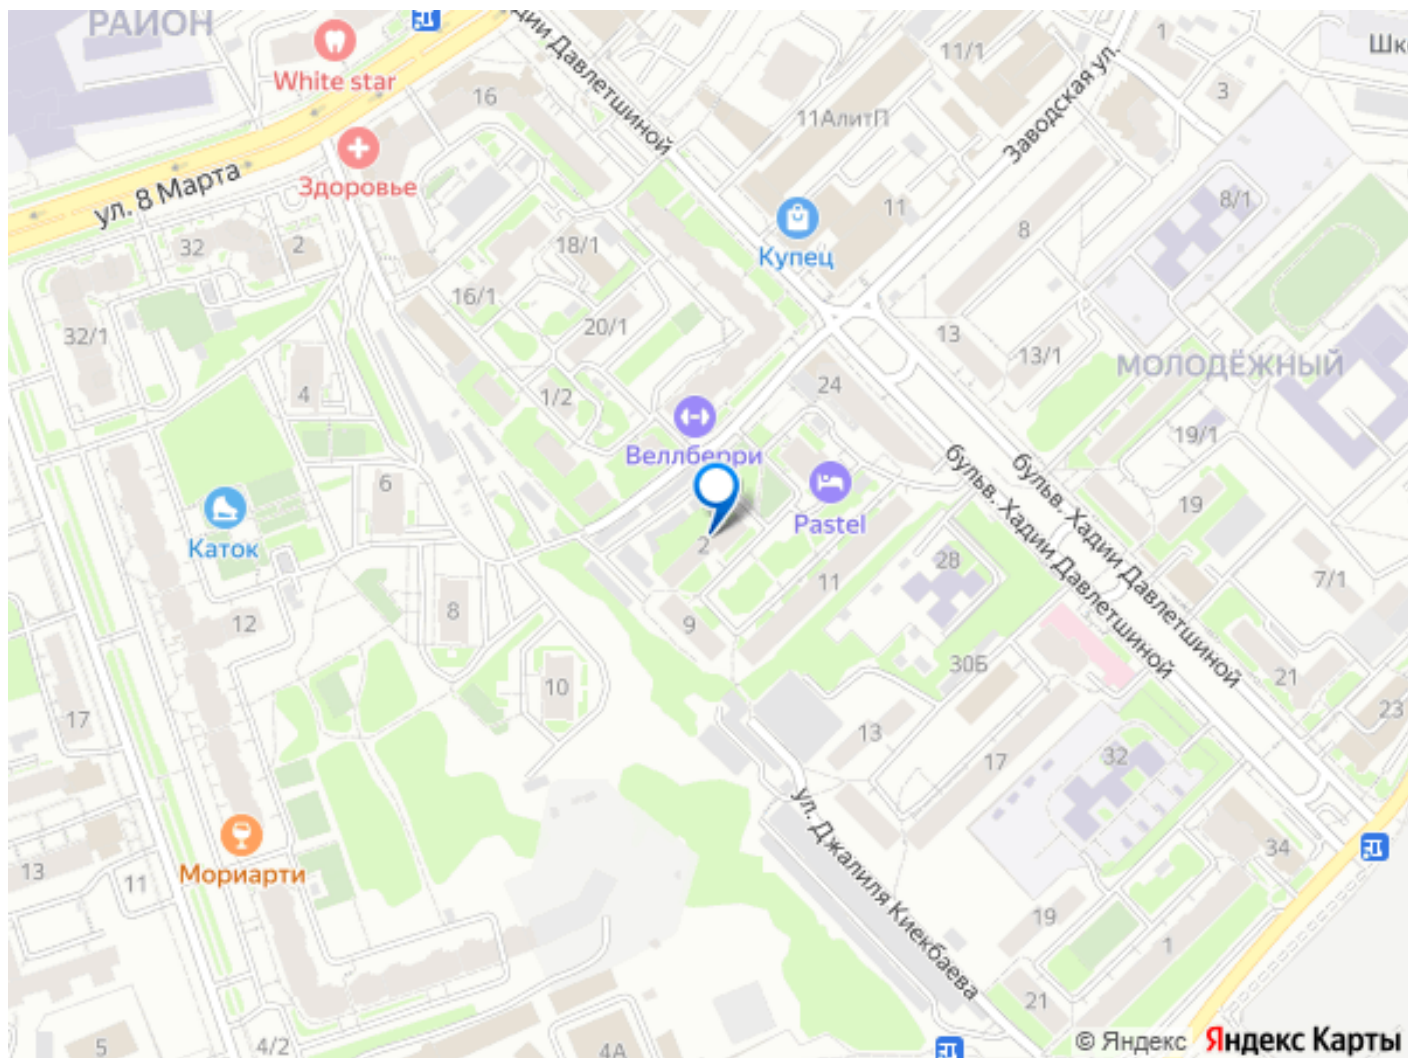 РАЙОН
White star
16
дии Давлетшиной
11/1
Заводская ул.
1
Шк
3
11АлитП
ул. 8 Марта
Здоровье
32
2
18/1
Купец
11
8
8/1
32/1
16/1
20/1
13
13/1
МОЛОДЁЖНЫЙ
4
1/2
24
Веллберри
19/1
6
Каток
Pastel
2
бульв. Хадии Давлетшиной
бульв. Хадии Давлетшиной
19
28
7/1
11
8
9
12
30Б
10
17
21
23
13
17
32
ул. Джалиля Киекбаева
Мориарти
13
11
34
19
1
21
5
4/2
4А
© Яндекс Яндекс Карты